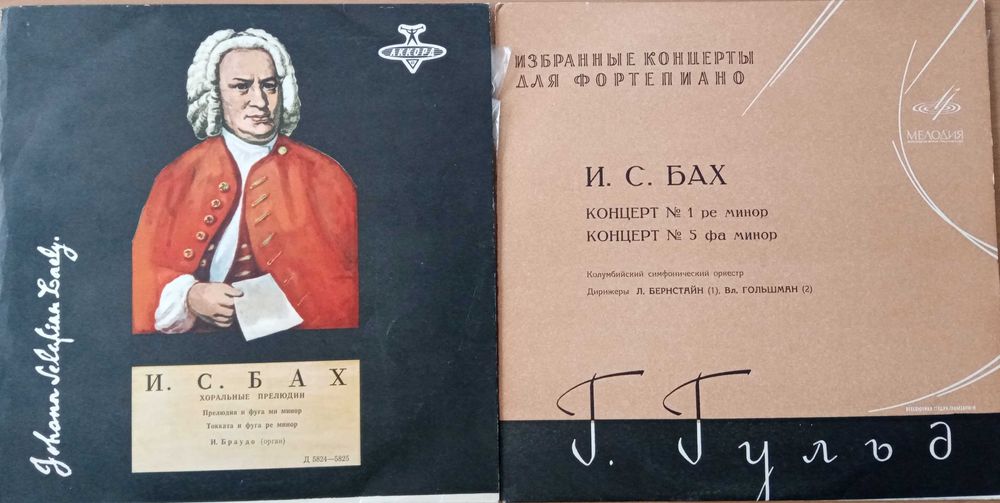 АККОРД
Johann Sebastian Bach.
И. С. БАХ
ХОРАЛЬНЫЕ ПРЕЛЮДИИ
Прелюдия и фуга ми минор
Токката и фуга ре минор
И. Браудо (орган)
Д 5824—5825
ИЗБРАННЫЕ КОНЦЕРТЫ
ДЛЯ ФОРТЕПИАНО
МЕЛОДИЯ
И. С. БАХ
КОНЦЕРТ № 1 ре минор
КОНЦЕРТ № 5 фа минор
Колумбийский симфонический оркестр
Дирижеры Л. БЕРНСТАЙН (1), Вл. ГОЛЬШМАН (2)
Г. Гульд